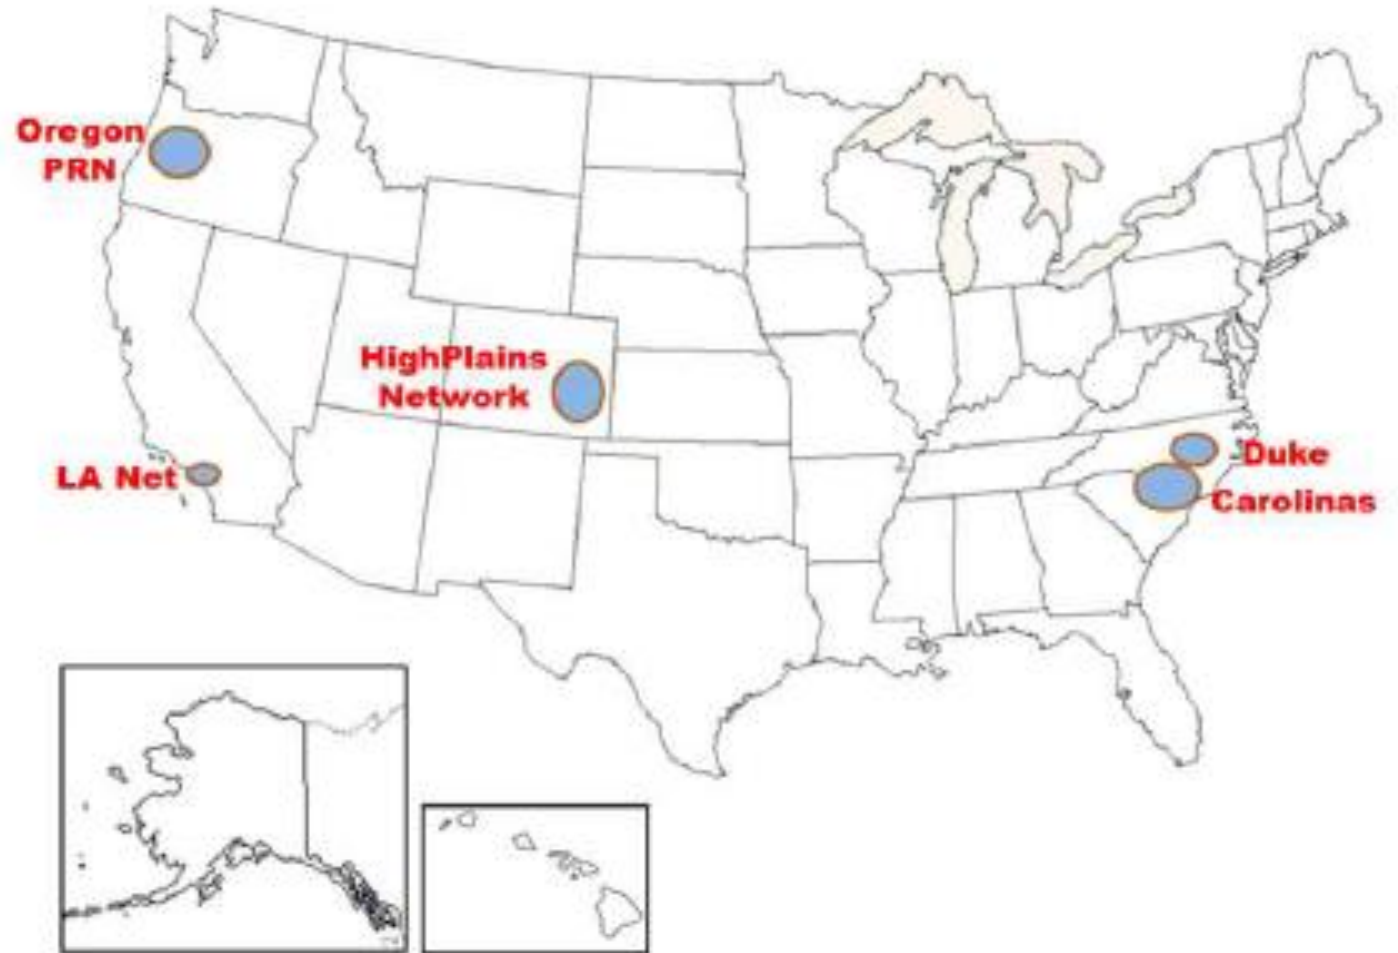 Oregon
PRN
HighPlains
Network
LA Net
Duke
Carolinas